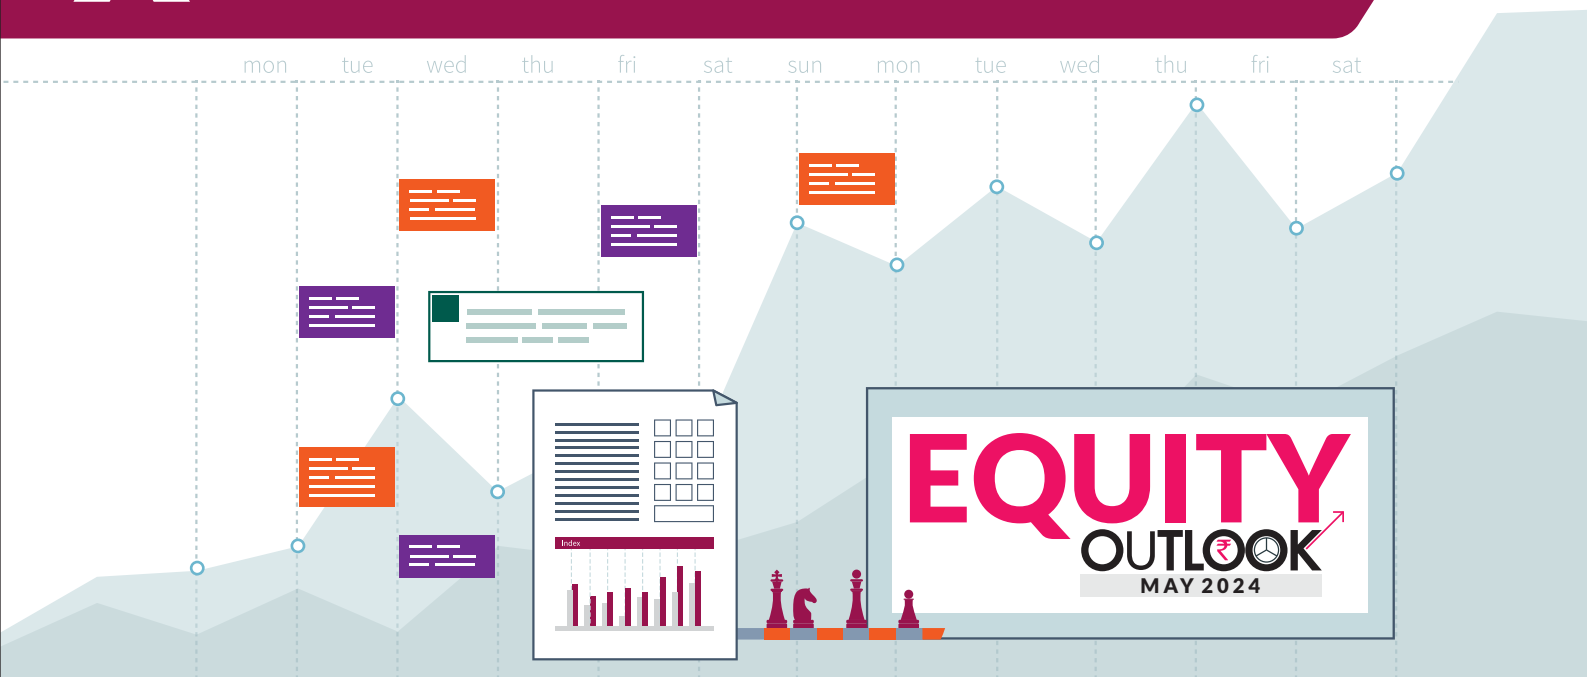 mon tue wed thu fri sat sun mon tue wed thu fri sat
Index
EQUITY
OUTLOOK
MAY 2024